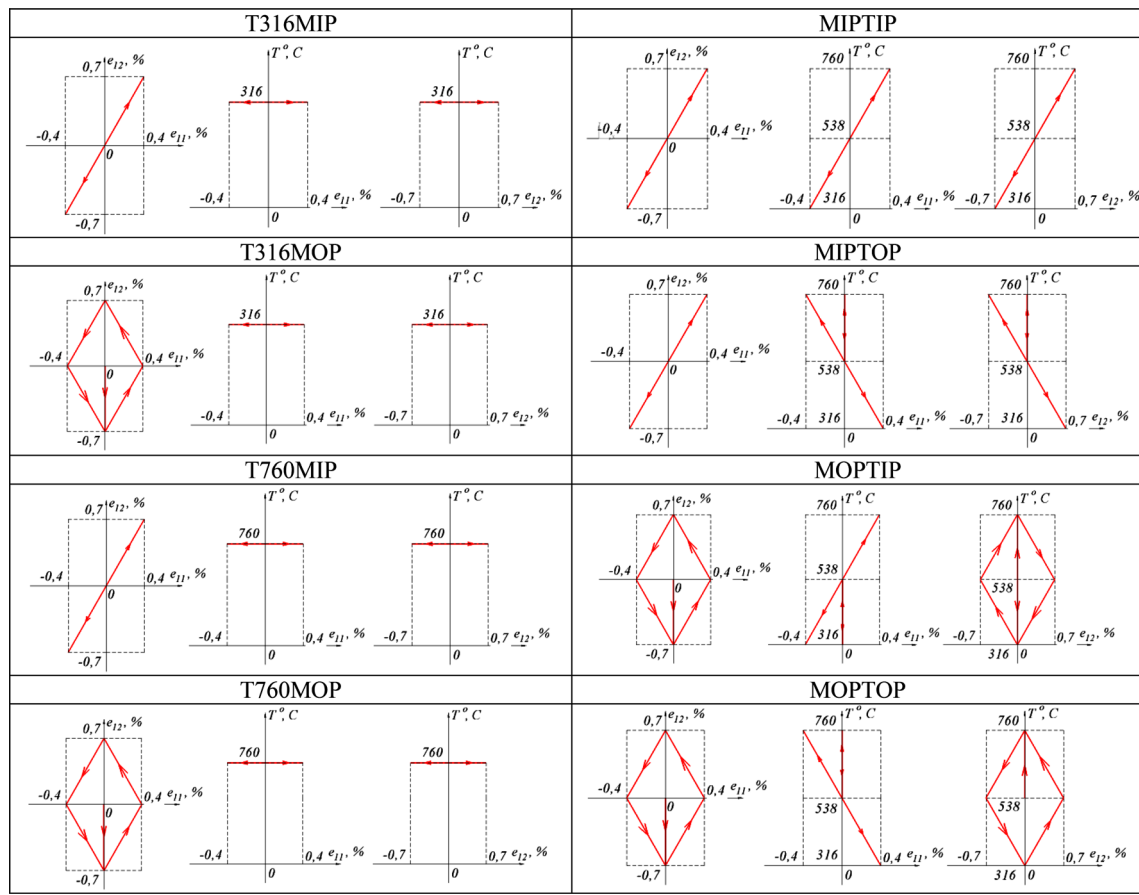 T316MIP
e12, %
0,7
-0,4
0,4 e11, %
0
-0,7
T°, C
316
-0,4
0,4 e11, %
0
T°, C
316
-0,7
0,7 e12, %
0
MIPTIP
0,7 e12, %
-0,4
0,4 e11, %
0
-0,7
760 T°, C
538
-0,4 316
0,4 e11, %
0
760 T°, C
538
-0,7 316
0,7 e12, %
0
T316MOP
0,7 e12, %
-0,4
0,4 e11, %
0
-0,7
T°, C
316
-0,4
0,4 e11, %
0
T°, C
316
-0,7
0,7 e12, %
0
MIPTOP
0,7 e12, %
-0,4
0,4 e11, %
0
-0,7
760 T°, C
538
-0,4 316
0,4 e11, %
0
760 T°, C
538
-0,7 316
0,7 e12, %
0
T760MIP
0,7 e12, %
-0,4
0,4 e11, %
0
-0,7
T°, C
760
-0,4
0,4 e11, %
0
T°, C
760
-0,7
0,7 e12, %
0
MOPTIP
0,7 e12, %
-0,4
0,4 e11, %
0
-0,7
760 T°, C
538
-0,4 316
0,4 e11, %
0
760 T°, C
538
-0,7
0,7 e12, %
316 0
T760MOP
0,7 e12, %
-0,4
0,4 e11, %
0
-0,7
T°, C
760
-0,4
0,4 e11, %
0
T°, C
760
-0,7
0,7 e12, %
0
MOPTOP
0,7 e12, %
-0,4
0,4 e11, %
0
-0,7
760 T°, C
538
-0,4 316
0,4 e11, %
0
760 T°, C
538
-0,7
0,7 e12, %
316 0